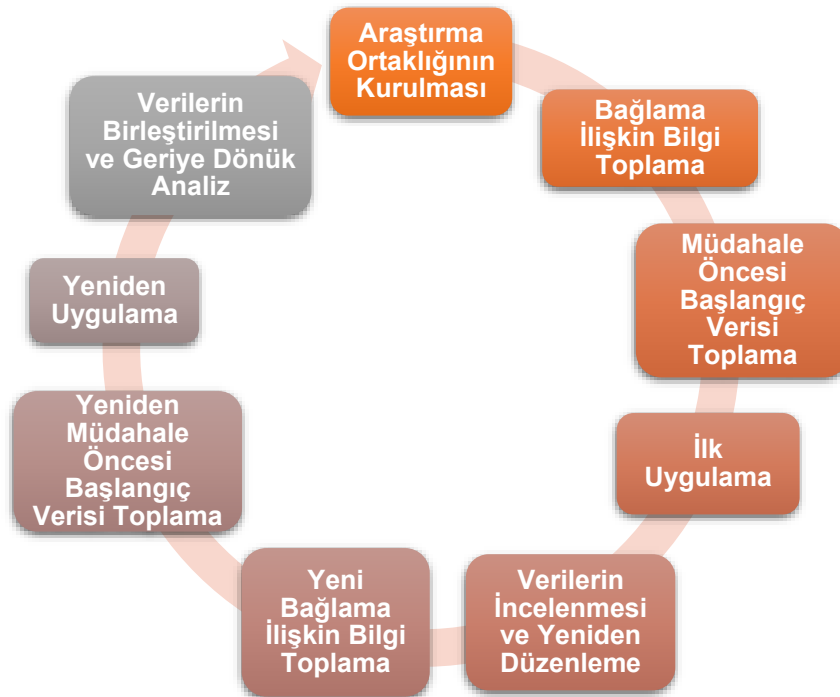 Araştırma
Ortaklığının
Kurulması
Bağlama
İlişkin Bilgi
Toplama
Müdahale
Öncesi
Başlangıç
Verisi
Toplama
İlk
Uygulama
Verilerin
İncelenmesi
ve Yeniden
Düzenleme
Yeni
Bağlama
İlişkin Bilgi
Toplama
Yeniden
Müdahale
Öncesi
Başlangıç
Verisi Toplama
Yeniden
Uygulama
Verilerin
Birleştirilmesi
ve Geriye Dönük
Analiz